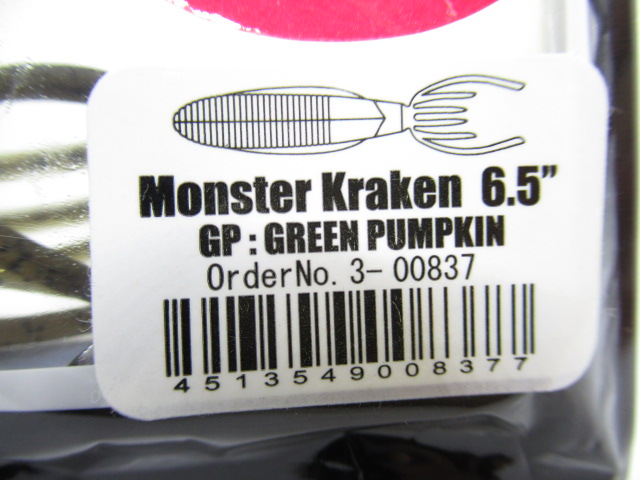 Monster Kraken 6.5”
GP : GREEN PUMPKIN
OrderNo. 3-00837
4513549008377